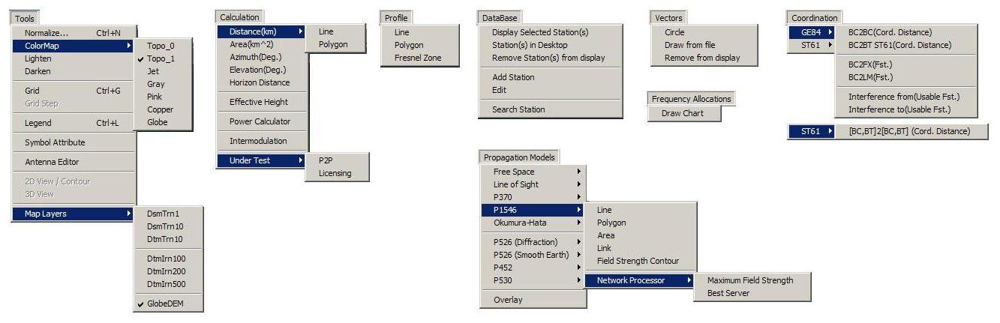 Tools
Normalize... Ctrl+N
ColorMap
Lighten
Darken
Grid Ctrl+G
Grid Step
Legend Ctrl+L
Symbol Attribute
Antenna Editor
2D View / Contour
3D View
Map Layers
Topo_0
Topo_1
Jet
Gray
Pink
Copper
Globe
DsmTrn1
DsmTrn10
DtmTrn10
DtmIrn100
DtmIrn200
DtmIrn500
GlobeDEM
Calculation
Distance(km)
Area(km^2)
Azimuth(Deg.)
Elevation(Deg.)
Horizon Distance
Effective Height
Power Calculator
Intermodulation
Under Test
Line
Polygon
P2P
Licensing
Profile
Line
Polygon
Fresnel Zone
DataBase
Display Selected Station(s)
Station(s) in Desktop
Remove Station(s) from display
Add Station
Edit
Search Station
Vectors
Circle
Draw from file
Remove from display
Frequency Allocations
Draw Chart
Coordination
GE84
ST61
BC2BC(Cord. Distance)
BC2BT ST61(Cord. Distance)
BC2FX(Fst.)
BC2LM(Fst.)
Interference from(Usable Fst.)
Interference to(Usable Fst.)
ST61
[BC,BT]2[BC,BT] (Cord. Distance)
Propagation Models
Free Space
Line of Sight
P370
P1546
Okumura-Hata
P526 (Diffraction)
P526 (Smooth Earth)
P452
P530
Overlay
Line
Polygon
Area
Link
Field Strength Contour
Network Processor
Maximum Field Strength
Best Server